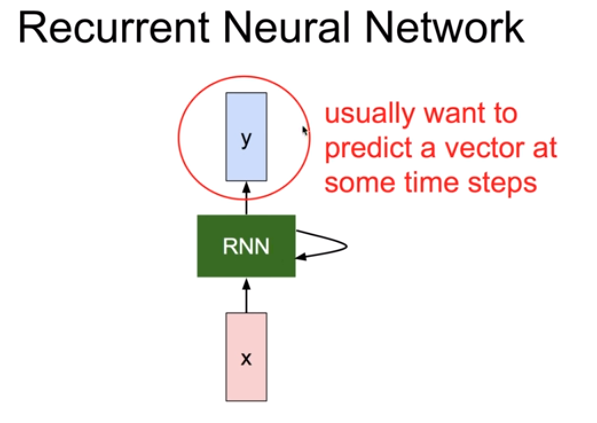 Recurrent Neural Network
y
usually want to
predict a vector at
some time steps
RNN
x